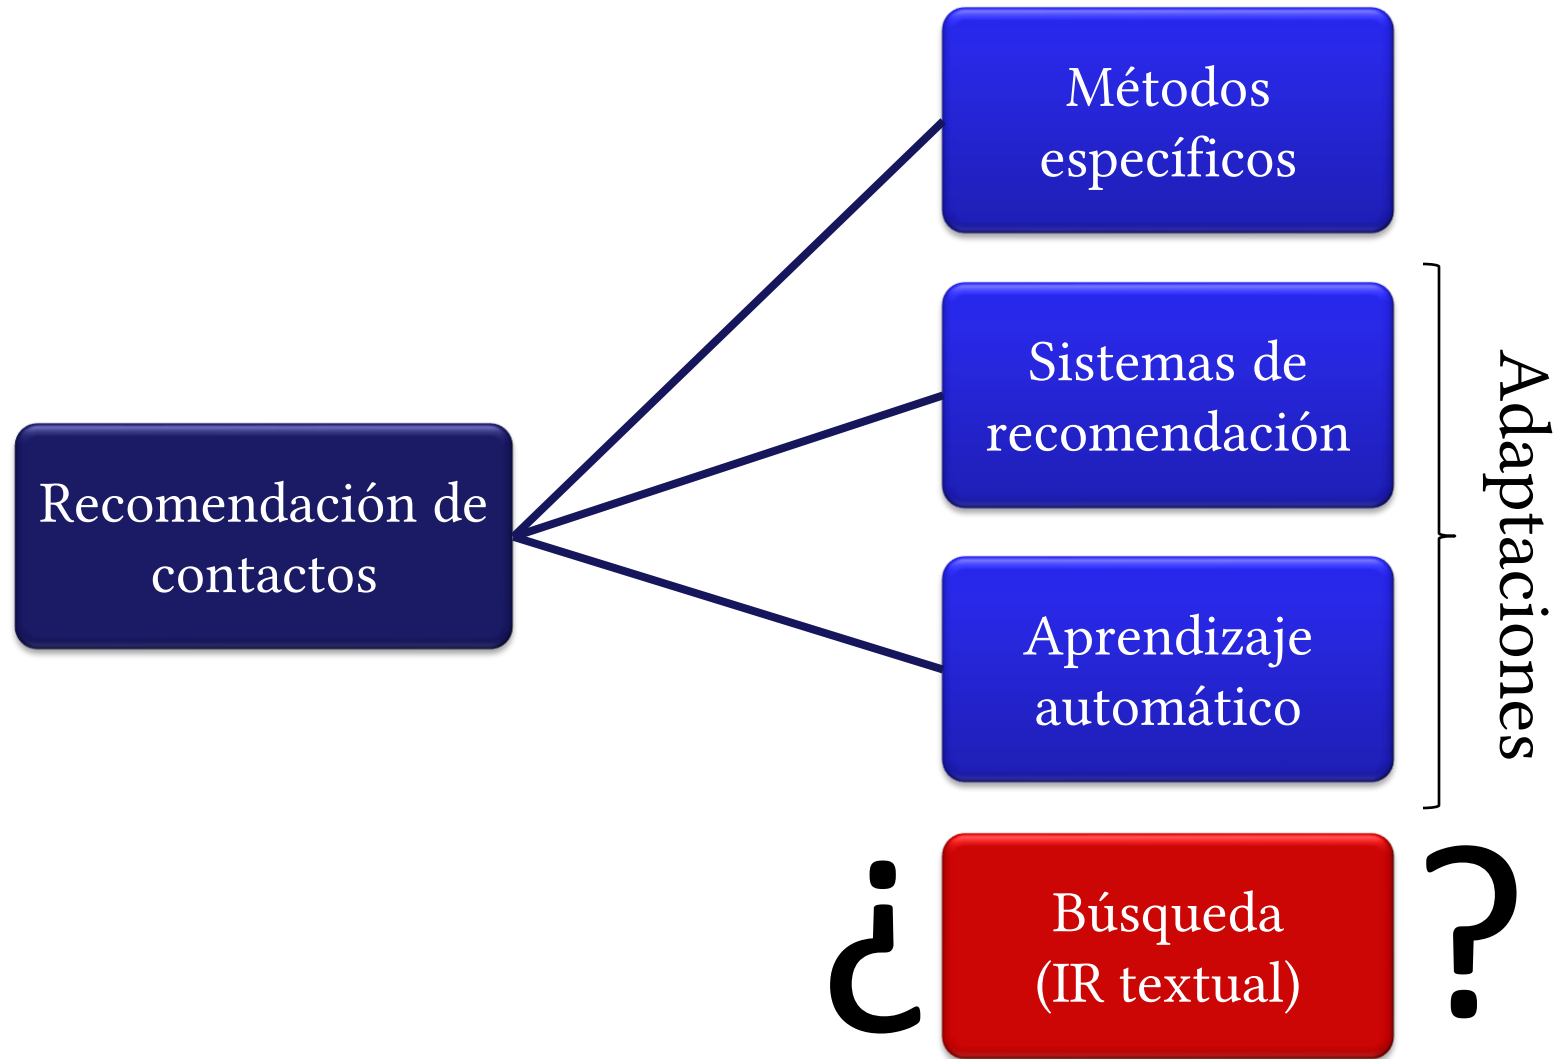 Métodos
específicos
Sistemas de
recomendación
Recomendación de
contactos
Aprendizaje
automático
Adaptaciones
¿
Búsqueda
(IR textual)
?